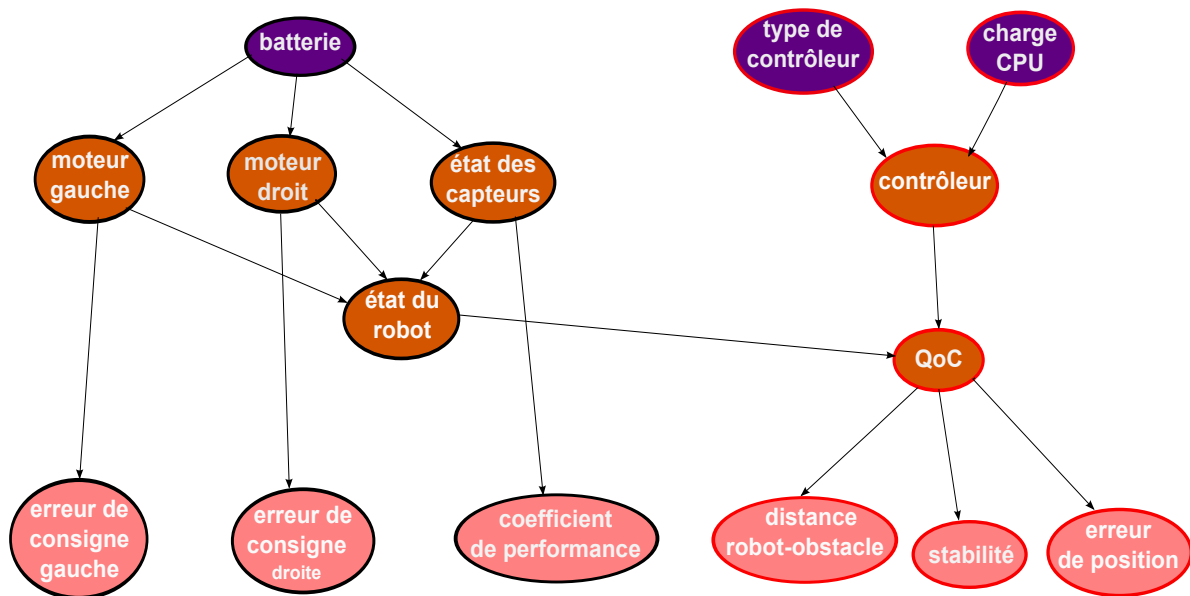 batterie
type de
contrôleur
charge
CPU
moteur
gauche
moteur
droit
état des
capteurs
contrôleur
état du
robot
QoC
erreur de
consigne
gauche
erreur de
consigne
droite
coefficient
de performance
distance
robot-obstacle
stabilité
erreur
de position